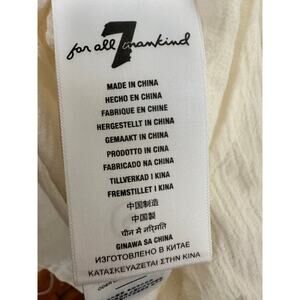 for all 7 mankind
MADE IN CHINA
HECHO EN CHINA
FABRIQUE EN CHINE
HERGESTELLT IN CHINA
GEMAAKT IN CHINA
PRODOTTO IN CINA
FABRICADO NA CHINA
TILLVERKAD I KINA
FREMSTILLET I KINA
中国制造
中国製
चीन में नरिमति
GINAWA SA CHINA
ИЗГОТОВЛЕНО В КИТАЕ
ΚΑΤΑΣΚΕΥΑΖΕΤΑΙ ΣΤΗΝ ΚΙΝΑ